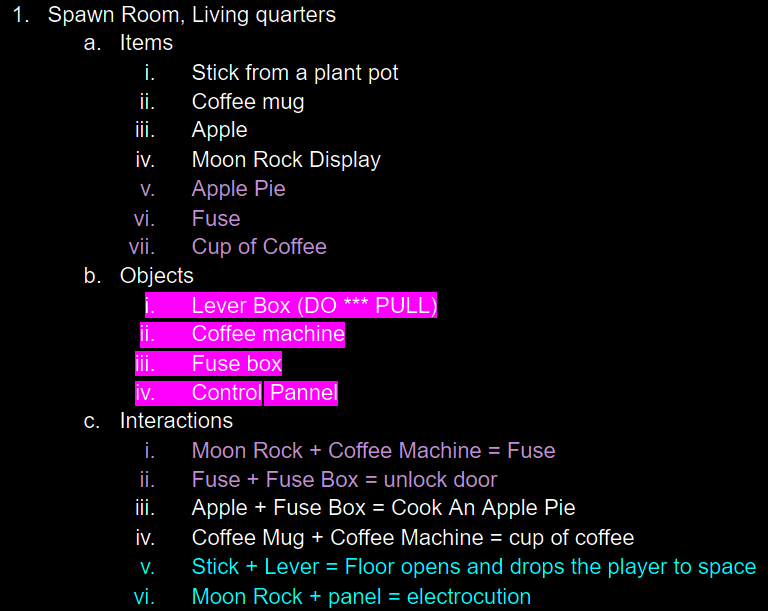 1. Spawn Room, Living quarters
a. Items
i. Stick from a plant pot
ii. Coffee mug
iii. Apple
iv. Moon Rock Display
v. Apple Pie
vi. Fuse
vii. Cup of Coffee
b. Objects
i. Lever Box (DO *** PULL)
ii. Coffee machine
iii. Fuse box
iv. Control Pannel
c. Interactions
i. Moon Rock + Coffee Machine = Fuse
ii. Fuse + Fuse Box = unlock door
iii. Apple + Fuse Box = Cook An Apple Pie
iv. Coffee Mug + Coffee Machine = cup of coffee
v. Stick + Lever = Floor opens and drops the player to space
vi. Moon Rock + panel = electrocution